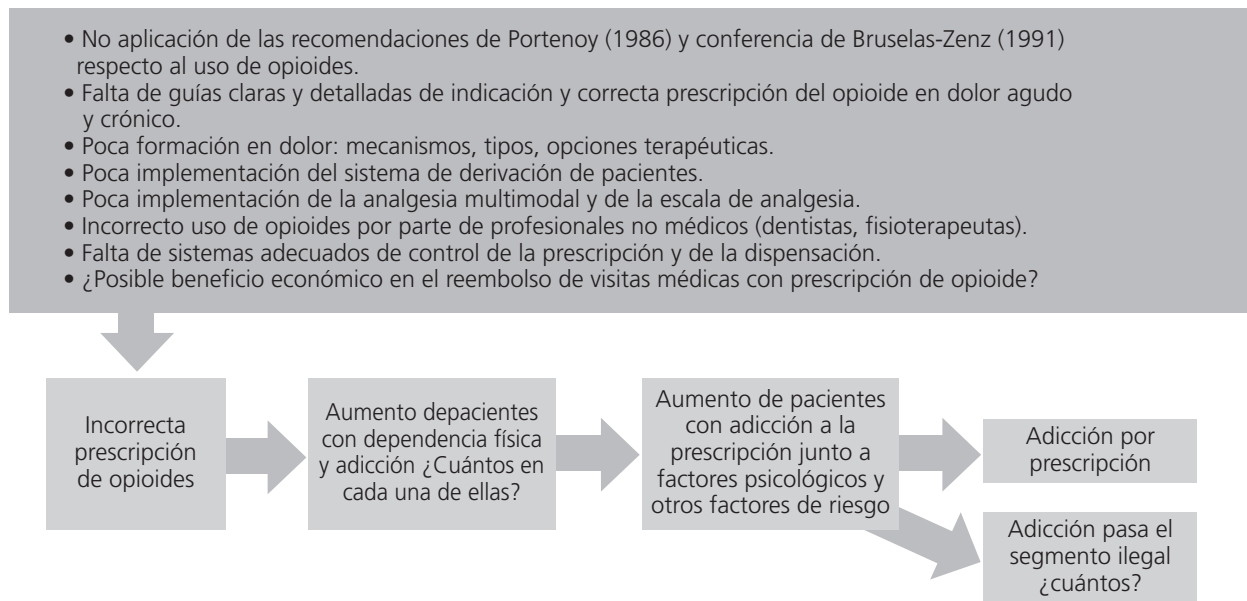 • No aplicación de las recomendaciones de Portenoy (1986) y conferencia de Bruselas-Zenz (1991)
respecto al uso de opioides.
• Falta de guías claras y detalladas de indicación y correcta prescripción del opioide en dolor agudo
y crónico.
• Poca formación en dolor: mecanismos, tipos, opciones terapéuticas.
• Poca implementación del sistema de derivación de pacientes.
• Poca implementación de la analgesia multimodal y de la escala de analgesia.
• Incorrecto uso de opioides por parte de profesionales no médicos (dentistas, fisioterapeutas).
• Falta de sistemas adecuados de control de la prescripción y de la dispensación.
• ¿Posible beneficio económico en el reembolso de visitas médicas con prescripción de opioide?
Incorrecta
prescripción
de opioides
Aumento depacientes
con dependencia física
y adicción ¿Cuántos en
cada una de ellas?
Aumento de pacientes
con adicción a la
prescripción junto a
factores psicológicos y
otros factores de riesgo
Adicción por
prescripción
Adicción pasa el
segmento ilegal
¿cuántos?